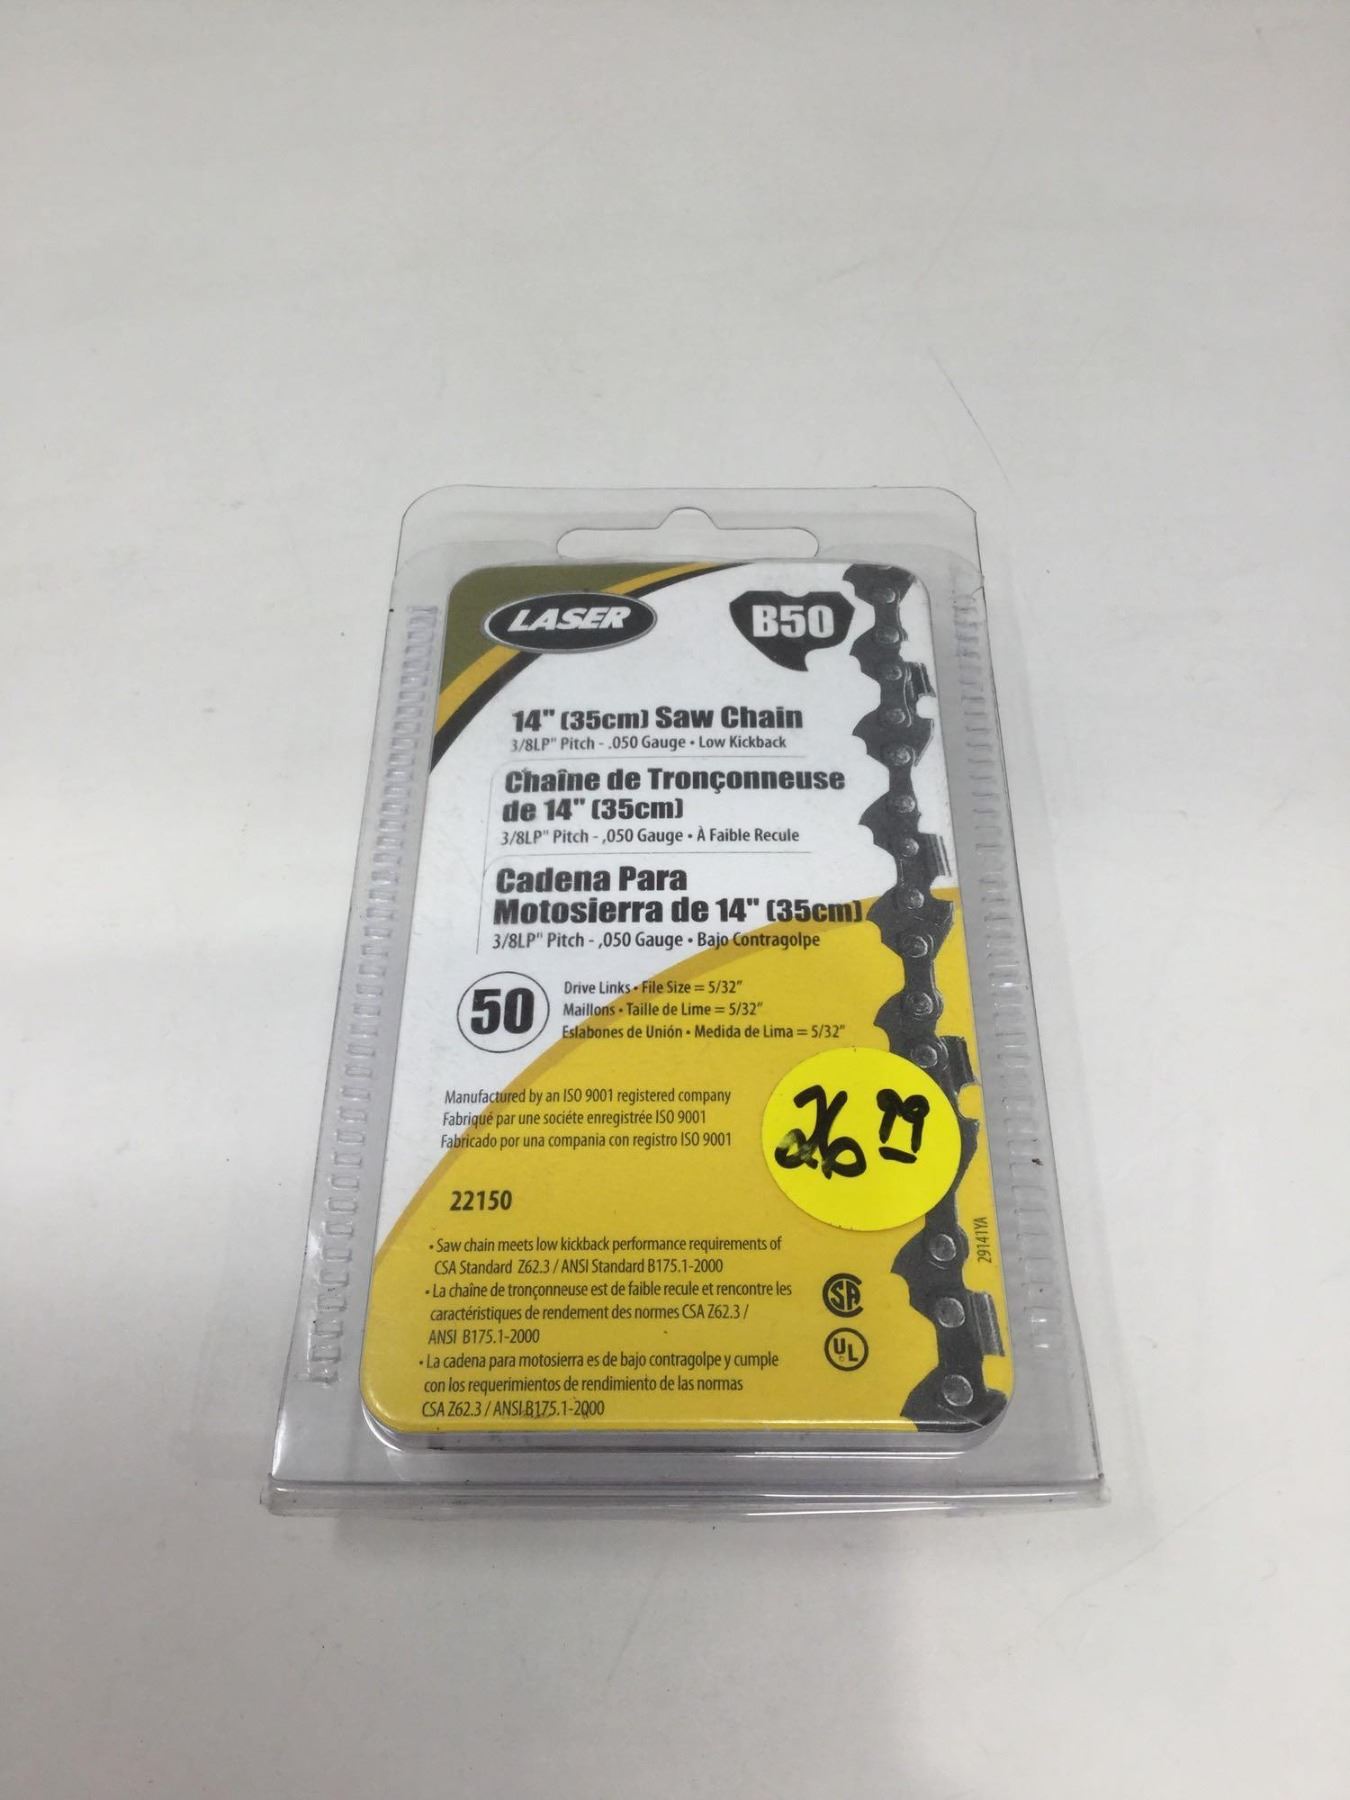 LASER
B50
14" (35cm) Saw Chain
3/8LP" Pitch - .050 Gauge • Low Kickback
Chaîne de Tronçonneuse
de 14" (35cm)
3/8LP" Pitch - ,050 Gauge • À Faible Recule
Cadena Para
Motosierra de 14" (35cm)
3/8LP" Pitch - ,050 Gauge • Bajo Contragolpe
50
Drive Links • File Size = 5/32"
Maillons • Taille de Lime = 5/32"
Eslabones de Unión • Medida de Lima = 5/32"
Manufactured by an ISO 9001 registered company
Fabriqué par une sociéte enregistrée ISO 9001
Fabricado por una compania con registro ISO 9001
26 99
22150
29141YA
• Saw chain meets low kickback performance requirements of
CSA Standard Z62.3 / ANSI Standard B175.1-2000
• La chaîne de tronçonneuse est de faible recule et rencontre les
caractéristiques de rendement des normes CSA Z62.3 /
ANSI B175.1-2000
• La cadena para motosierra es de bajo contragolpe y cumple
con los requerimientos de rendimiento de las normas
CSA Z62.3 / ANSI B175.1-2000
SA
UL